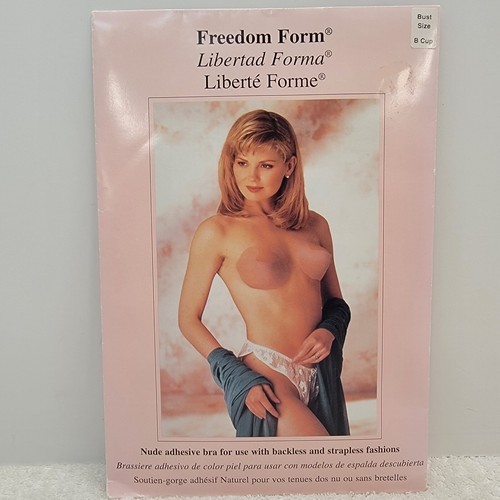 Bust
Size
B Cup
Freedom Form®
Libertad Forma®
Liberté Forme®
Nude adhesive bra for use with backless and strapless fashions
Brassiere adhesivo de color piel para usar con modelos de espalda descubierta
Soutien-gorge adhésif Naturel pour vos tenues dos nu ou sans bretelles